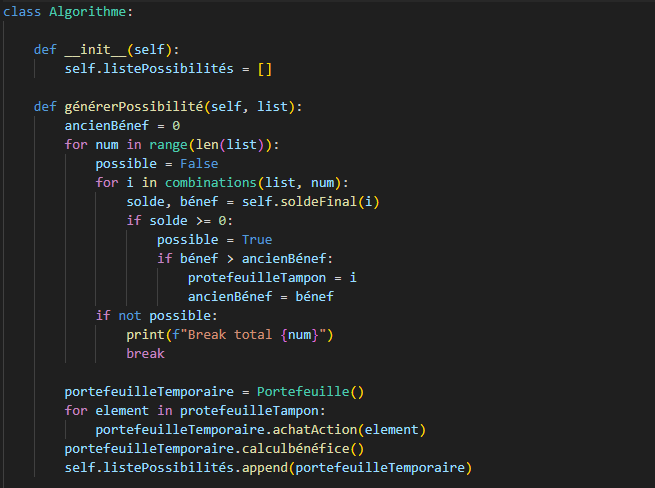 class Algorithme:
    def __init__(self):
        self.listePossibilités = []
    def générerPossibilité(self, list):
        ancienBénef = 0
        for num in range(len(list)):
            possible = False
            for i in combinations(list, num):
                solde, bénef = self.soldeFinal(i)
                if solde >= 0:
                    possible = True
                    if bénef > ancienBénef:
                        protefeuilleTampon = i
                        ancienBénef = bénef
            if not possible:
                print(f"Break total {num}")
                break
        portefeuilleTemporaire = Portefeuille()
        for element in protefeuilleTampon:
            portefeuilleTemporaire.achatAction(element)
        portefeuilleTemporaire.calculbénéfice()
        self.listePossibilités.append(portefeuilleTemporaire)